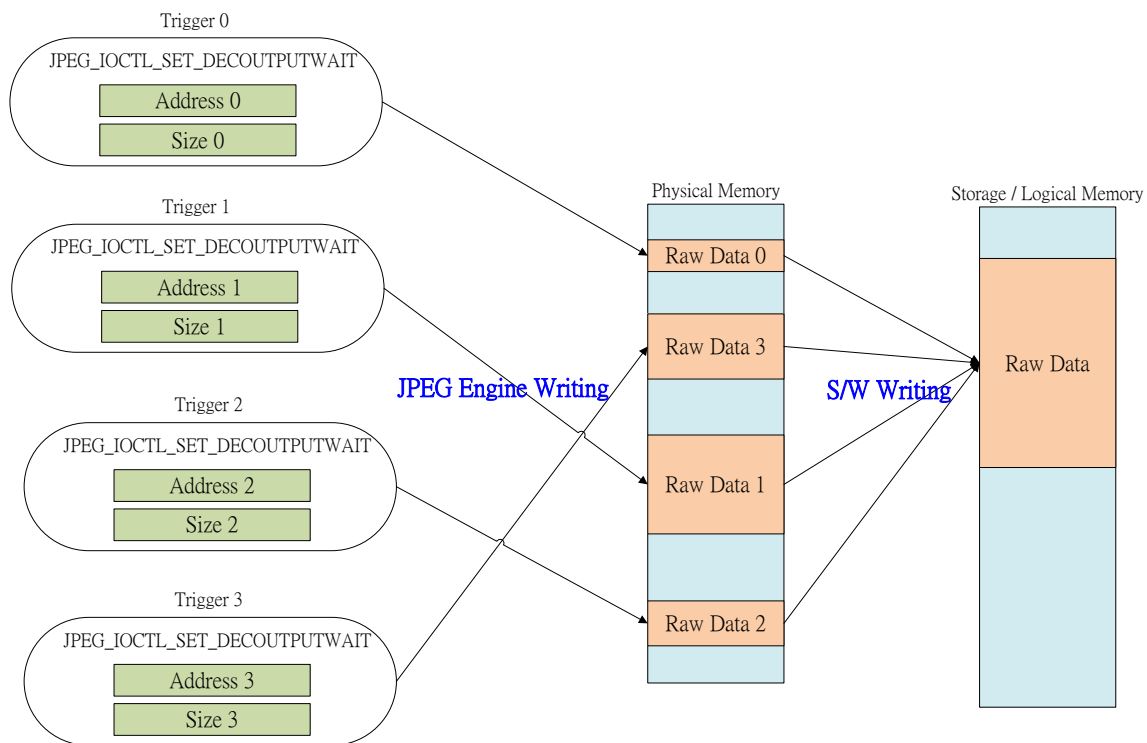 Trigger 0
JPEG_IOCTL_SET_DECOUTPUTWAIT
Address 0
Size 0
Trigger 1
JPEG_IOCTL_SET_DECOUTPUTWAIT
Address 1
Size 1
Trigger 2
JPEG_IOCTL_SET_DECOUTPUTWAIT
Address 2
Size 2
Trigger 3
JPEG_IOCTL_SET_DECOUTPUTWAIT
Address 3
Size 3
JPEG Engine Writing
Physical Memory
Raw Data 0
Raw Data 3
Raw Data 1
Raw Data 2
S/W Writing
Storage / Logical Memory
Raw Data